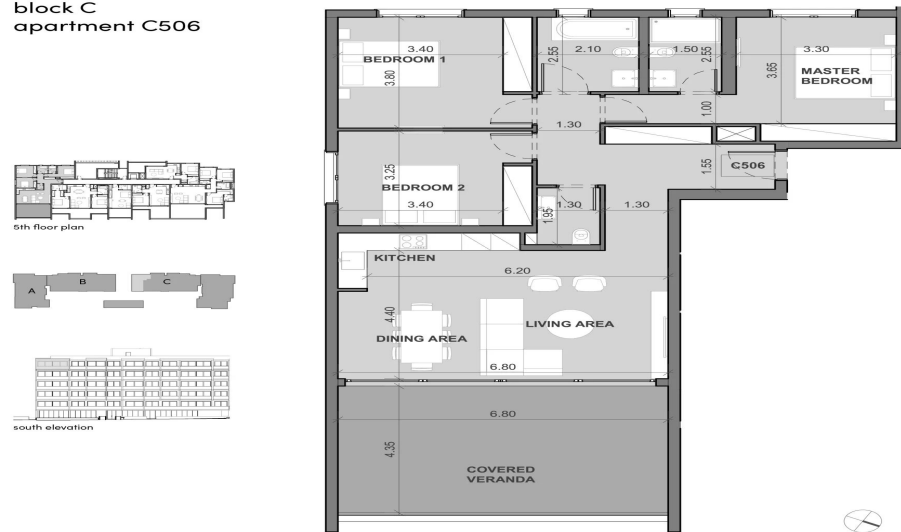 block C
apartment C506
3.40
BEDROOM 1
3.80
2.55
2.10
1.50
2.55
3.30
3.65
MASTER
BEDROOM
1.00
1.30
3.25
BEDROOM 2
3.40
1.55
C506
1.95
1.30
1.30
5th floor plan
KITCHEN
6.20
A
B
C
4.40
DINING AREA
LIVING AREA
6.80
6.80
south elevation
4.35
COVERED
VERANDA